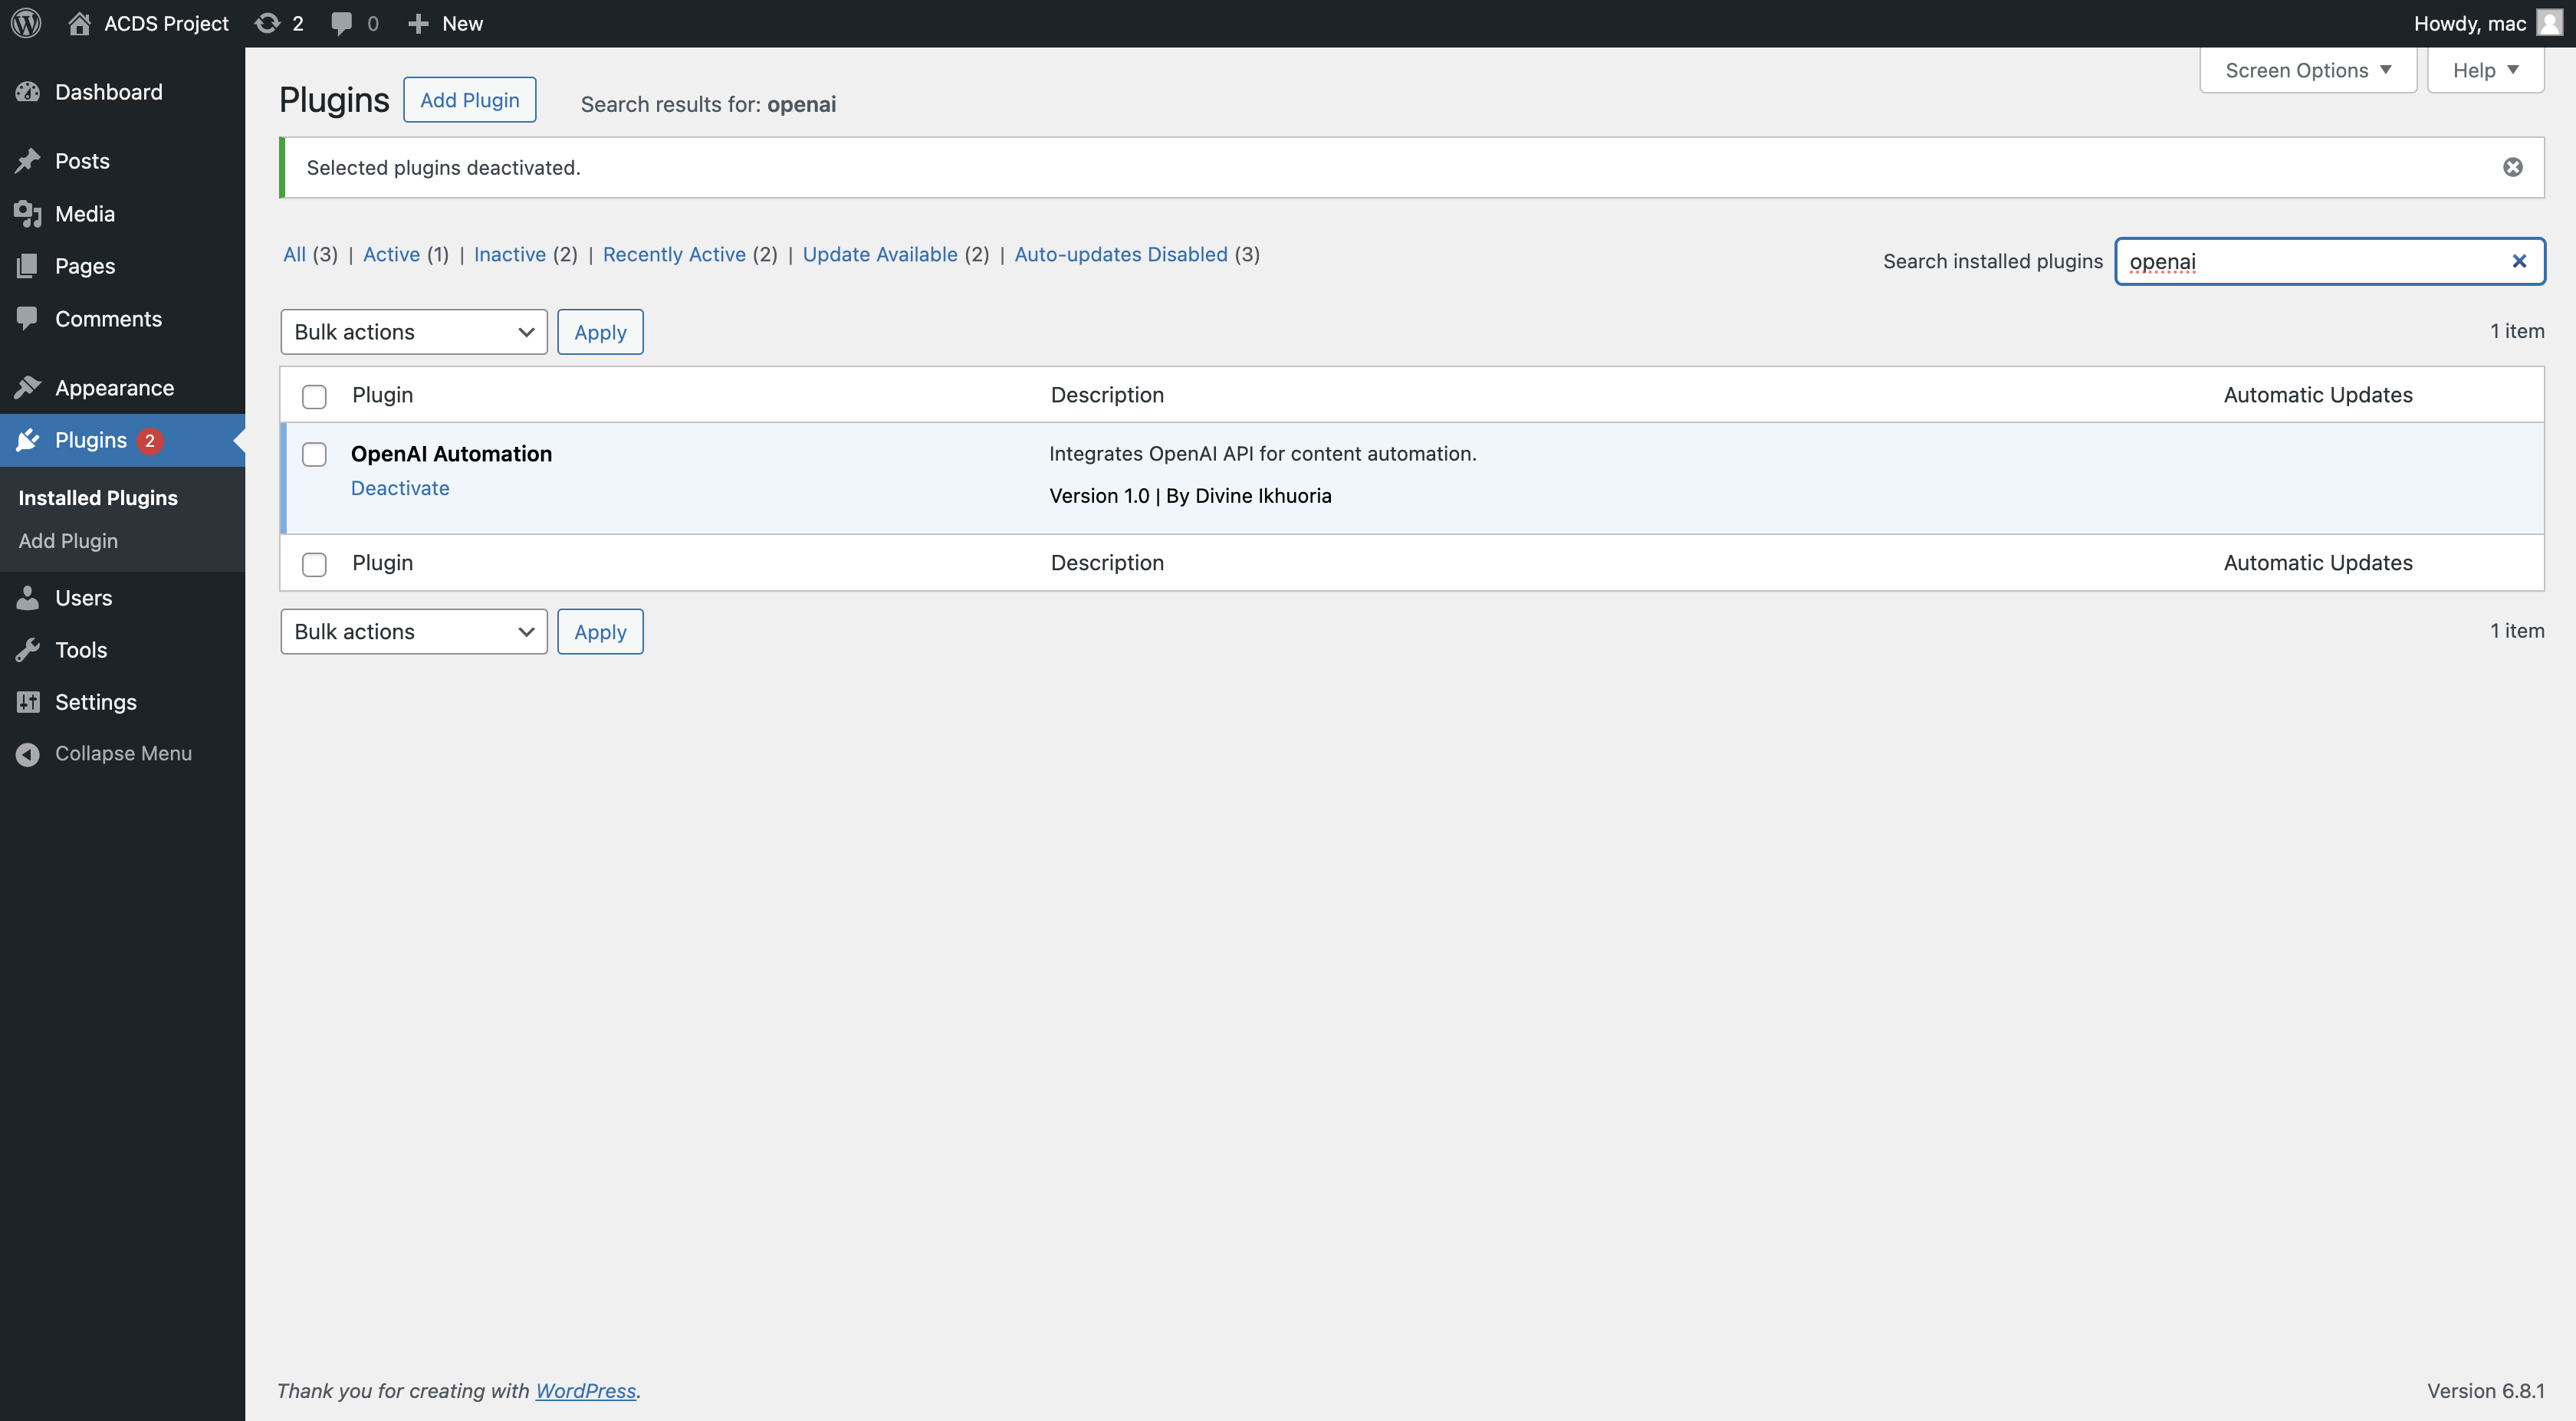 ACDS Project 2 0 New Howdy, mac
Screen Options Help
Dashboard
Posts
Media
Pages
Comments
Appearance
Plugins 2
Installed Plugins
Add Plugin
Users
Tools
Settings
Collapse Menu
Plugins Add Plugin Search results for: openai
Selected plugins deactivated.
All (3) | Active (1) | Inactive (2) | Recently Active (2) | Update Available (2) | Auto-updates Disabled (3)
Search installed plugins openai
Bulk actions Apply 1 item
Plugin Description Automatic Updates
OpenAI Automation Integrates OpenAI API for content automation.
Deactivate Version 1.0 | By Divine Ikhuoria
Plugin Description Automatic Updates
Bulk actions Apply 1 item
Thank you for creating with WordPress. Version 6.8.1